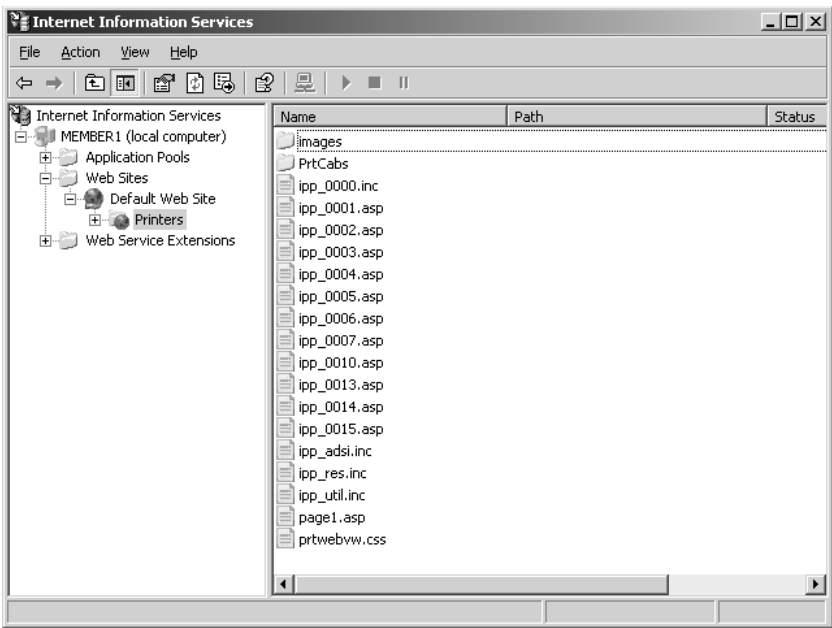 Internet Information Services
File Action View Help
Internet Information Services
MEMBER1 (local computer)
Application Pools
Web Sites
Default Web Site
Printers
Web Service Extensions
Name Path Status
images
PrtCabs
ipp_0000.inc
ipp_0001.asp
ipp_0002.asp
ipp_0003.asp
ipp_0004.asp
ipp_0005.asp
ipp_0006.asp
ipp_0007.asp
ipp_0010.asp
ipp_0013.asp
ipp_0014.asp
ipp_0015.asp
ipp_adsi.inc
ipp_res.inc
ipp_util.inc
page1.asp
prtwebvw.css